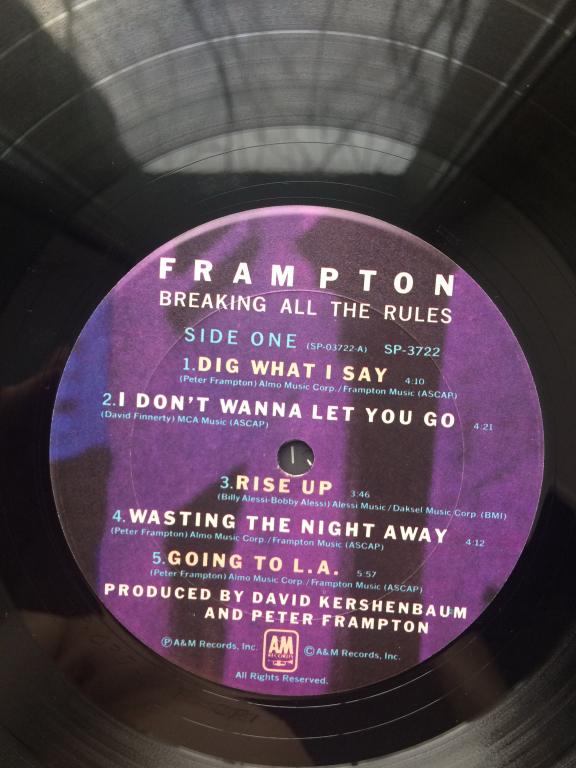 FRAMPTON
BREAKING ALL THE RULES
SIDE ONE (SP-03722-A) SP-3722
1. DIG WHAT I SAY 4:10
(Peter Frampton) Almo Music Corp./Frampton Music (ASCAP)
2. I DON'T WANNA LET YOU GO 4:21
(David Finnerty) MCA Music (ASCAP)
3. RISE UP 3:46
(Billy Alessi-Bobby Alessi) Alessi Music/Daksel Music Corp. (BMI)
4. WASTING THE NIGHT AWAY 4:12
(Peter Frampton) Almo Music Corp./Frampton Music (ASCAP)
5. GOING TO L.A. 5:57
(Peter Frampton) Almo Music Corp./Frampton Music (ASCAP)
PRODUCED BY DAVID KERSHENBAUM
AND PETER FRAMPTON
℗A&M Records, Inc. A&M RECORDS ©A&M Records, Inc.
All Rights Reserved.